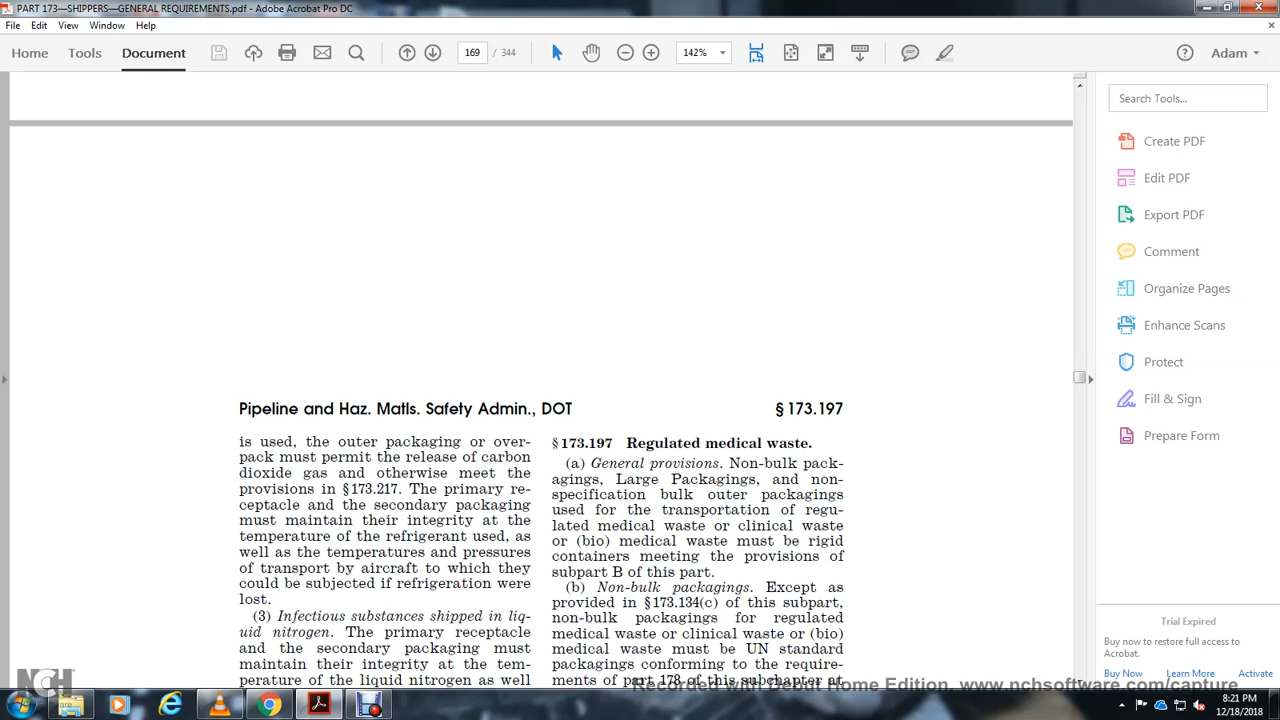 PART 173—SHIPPERS—GENERAL REQUIREMENTS.pdf - Adobe Acrobat Pro DC
File Edit View Window Help
Home Tools Document 169 / 344 142% Adam
Search Tools...
Create PDF
Edit PDF
Export PDF
Comment
Organize Pages
Enhance Scans
Protect
Fill & Sign
Prepare Form
Pipeline and Haz. Matls. Safety Admin., DOT § 173.197
is used, the outer packaging or over-
pack must permit the release of carbon
dioxide gas and otherwise meet the
provisions in § 173.217. The primary re-
ceptacle and the secondary packaging
must maintain their integrity at the
temperature of the refrigerant used, as
well as the temperatures and pressures
of transport by aircraft to which they
could be subjected if refrigeration were
lost.
(3) Infectious substances shipped in liq-
uid nitrogen. The primary receptacle
and the secondary packaging must
maintain their integrity at the tem-
perature of the liquid nitrogen as well
§ 173.197 Regulated medical waste.
(a) General provisions. Non-bulk pack-
agings, Large Packagings, and non-
specification bulk outer packagings
used for the transportation of regu-
lated medical waste or clinical waste
or (bio) medical waste must be rigid
containers meeting the provisions of
subpart B of this part.
(b) Non-bulk packagings. Except as
provided in § 173.134(c) of this subpart,
non-bulk packagings for regulated
medical waste or clinical waste or (bio)
medical waste must be UN standard
packagings conforming to the require-
ments of part 178 of this subchapter at
Trial Expired
Buy now to restore full access to
Acrobat.
Buy Now Learn More Activate
NCH
Recorded with Debut Home Edition. www.nchsoftware.com/capture
8:21 PM
12/18/2018